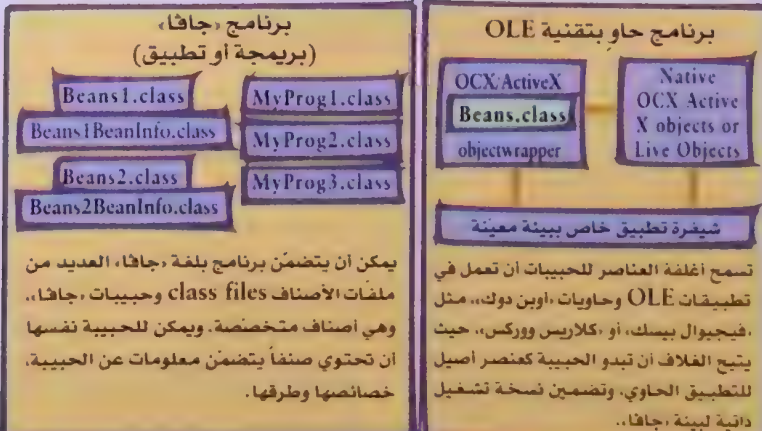 برنامج حاو بتقنية OLE
OCX/ActiveX
Beans.class
objectwrapper
Native
OCX Active
X objects or
Live Objects
شيفرة تطبيق خاص ببيئة معينة
تسمح أغلفة العناصر للحبيبات أن تعمل في
تطبيقات OLE وحاويات ،أوبن دوك،، مثل
،فيجيوال بيسك، أو ،كلاريس ووركس،، حيث
يتيح الغلاف أن تبدو الحبيبة كعنصر أصيل
للتطبيق الحاوي، وتضمين نسخة تشغيل
ذاتية لبيئة ،جافا،.
برنامج ،جافا،
(بريمجة أو تطبيق)
Beans1.class
Beans1BeanInfo.class
Beans2.class
Beans2BeanInfo.class
MyProg1.class
MyProg2.class
MyProg3.class
يمكن أن يتضمّن برنامج بلغة ،جافا، العديد من
ملفات الأصناف class files وحبيبات ،جافا،،
وهي أصناف متخصّصة. ويمكن للحبيبة نفسها
أن تحتوي صنفاً يتضمّن معلومات عن الحبيبة،
خصائصها وطرقها.